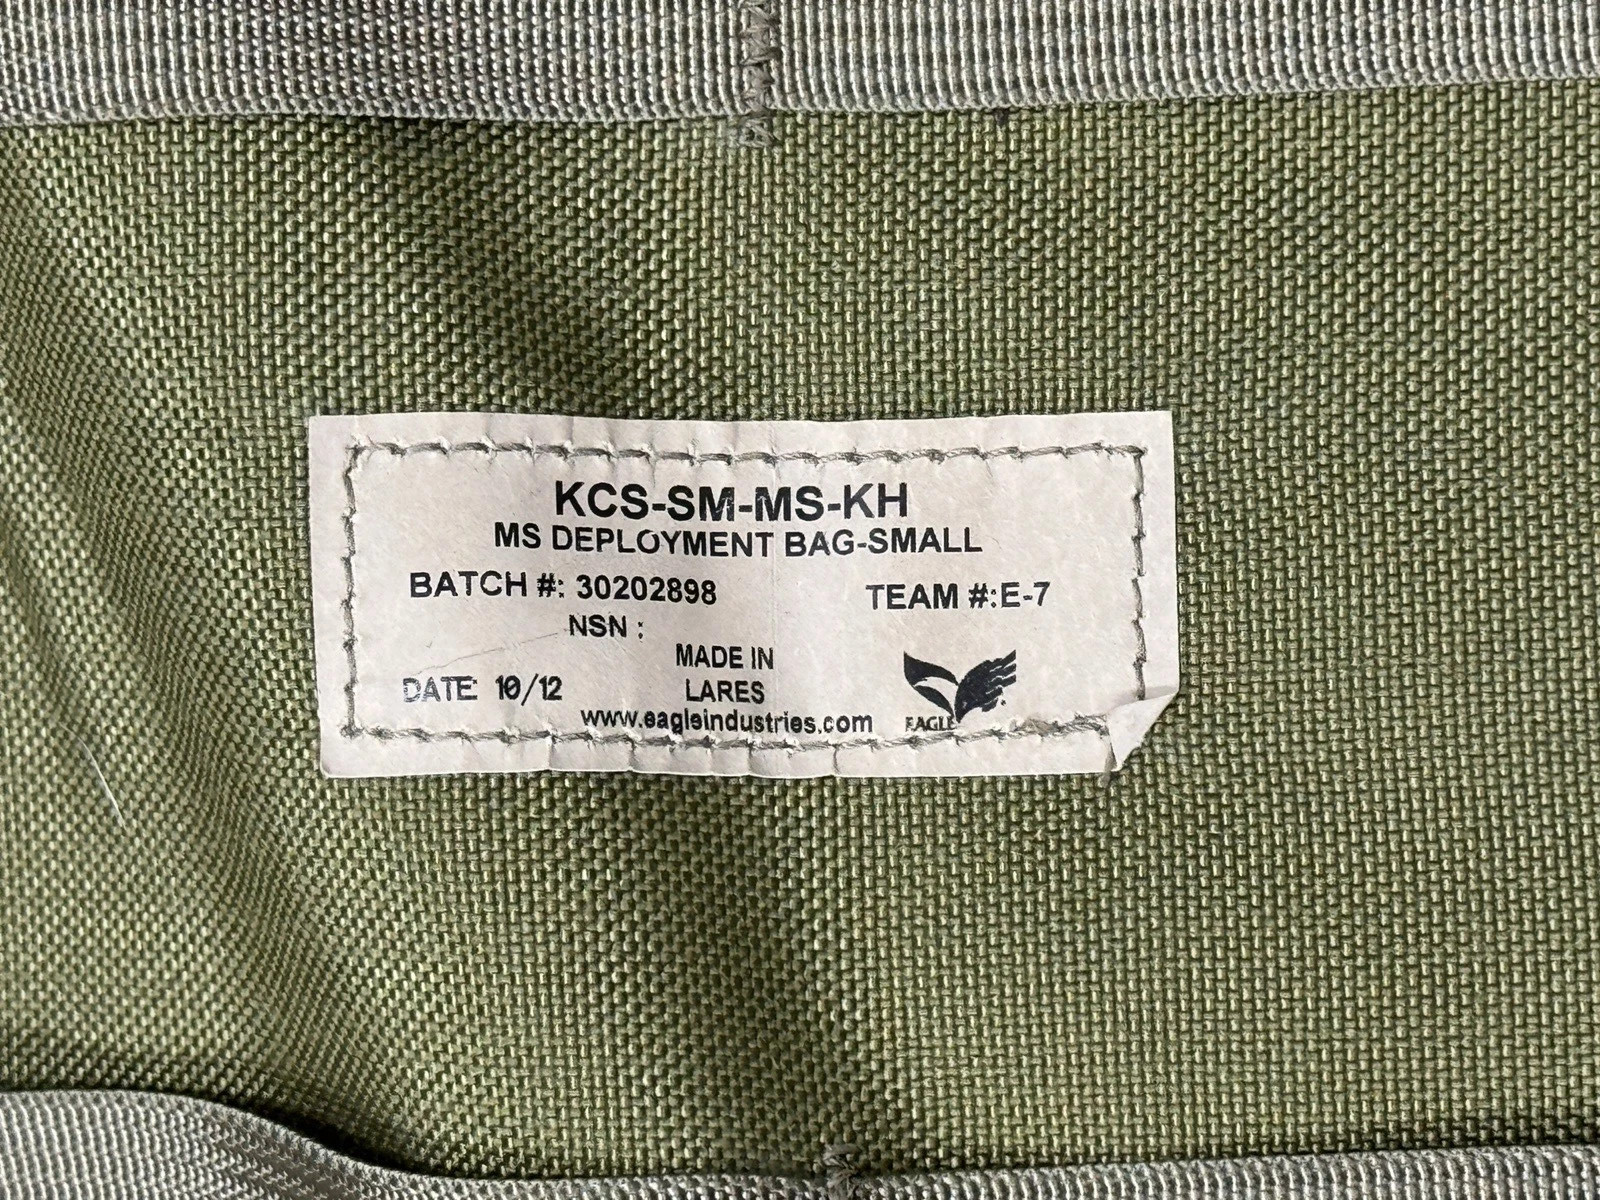 KCS-SM-MS-KH
MS DEPLOYMENT BAG-SMALL
BATCH #: 30202898 TEAM #:E-7
NSN :
MADE IN
DATE 10/12 LARES
www.eagleindustries.com EAGLE